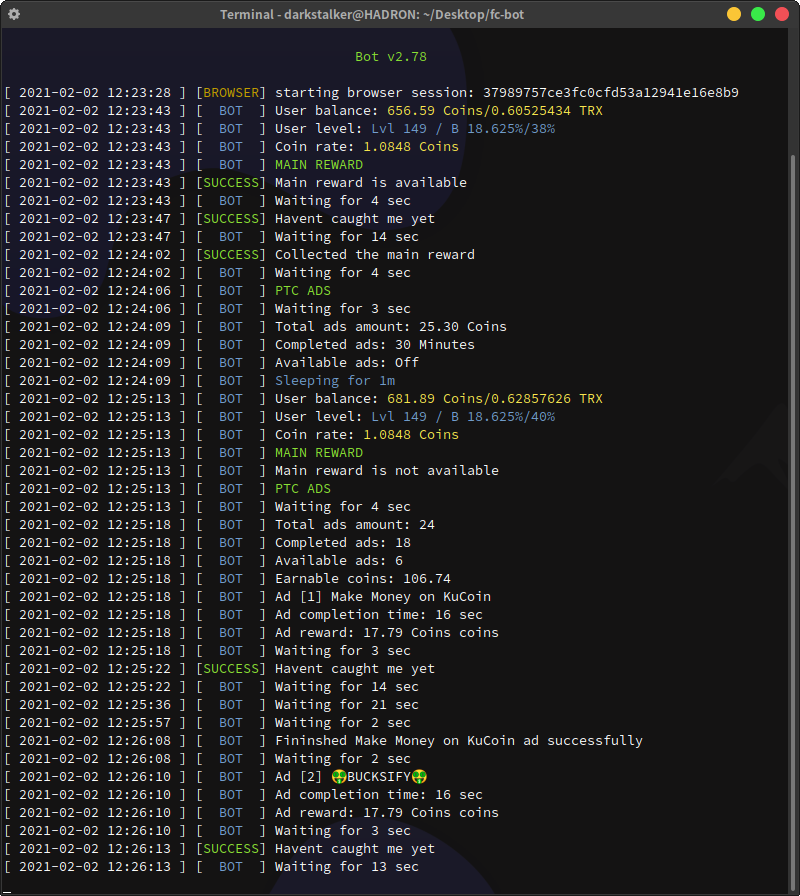 Terminal - darkstalker@HADRON: ~/Desktop/fc-bot
Bot v2.78
[ 2021-02-02 12:23:28 ] [BROWSER] starting browser session: 37989757ce3fc0cfd53a12941e16e8b9
[ 2021-02-02 12:23:43 ] [  BOT  ] User balance: 656.59 Coins/0.60525434 TRX
[ 2021-02-02 12:23:43 ] [  BOT  ] User level: Lvl 149 / B 18.625%/38%
[ 2021-02-02 12:23:43 ] [  BOT  ] Coin rate: 1.0848 Coins
[ 2021-02-02 12:23:43 ] [  BOT  ] MAIN REWARD
[ 2021-02-02 12:23:43 ] [SUCCESS] Main reward is available
[ 2021-02-02 12:23:43 ] [  BOT  ] Waiting for 4 sec
[ 2021-02-02 12:23:47 ] [SUCCESS] Havent caught me yet
[ 2021-02-02 12:23:47 ] [  BOT  ] Waiting for 14 sec
[ 2021-02-02 12:24:02 ] [SUCCESS] Collected the main reward
[ 2021-02-02 12:24:02 ] [  BOT  ] Waiting for 4 sec
[ 2021-02-02 12:24:06 ] [  BOT  ] PTC ADS
[ 2021-02-02 12:24:06 ] [  BOT  ] Waiting for 3 sec
[ 2021-02-02 12:24:09 ] [  BOT  ] Total ads amount: 25.30 Coins
[ 2021-02-02 12:24:09 ] [  BOT  ] Completed ads: 30 Minutes
[ 2021-02-02 12:24:09 ] [  BOT  ] Available ads: Off
[ 2021-02-02 12:24:09 ] [  BOT  ] Sleeping for 1m
[ 2021-02-02 12:25:13 ] [  BOT  ] User balance: 681.89 Coins/0.62857626 TRX
[ 2021-02-02 12:25:13 ] [  BOT  ] User level: Lvl 149 / B 18.625%/40%
[ 2021-02-02 12:25:13 ] [  BOT  ] Coin rate: 1.0848 Coins
[ 2021-02-02 12:25:13 ] [  BOT  ] MAIN REWARD
[ 2021-02-02 12:25:13 ] [  BOT  ] Main reward is not available
[ 2021-02-02 12:25:13 ] [  BOT  ] PTC ADS
[ 2021-02-02 12:25:13 ] [  BOT  ] Waiting for 4 sec
[ 2021-02-02 12:25:18 ] [  BOT  ] Total ads amount: 24
[ 2021-02-02 12:25:18 ] [  BOT  ] Completed ads: 18
[ 2021-02-02 12:25:18 ] [  BOT  ] Available ads: 6
[ 2021-02-02 12:25:18 ] [  BOT  ] Earnable coins: 106.74
[ 2021-02-02 12:25:18 ] [  BOT  ] Ad [1] Make Money on KuCoin
[ 2021-02-02 12:25:18 ] [  BOT  ] Ad completion time: 16 sec
[ 2021-02-02 12:25:18 ] [  BOT  ] Ad reward: 17.79 Coins coins
[ 2021-02-02 12:25:18 ] [  BOT  ] Waiting for 3 sec
[ 2021-02-02 12:25:22 ] [SUCCESS] Havent caught me yet
[ 2021-02-02 12:25:22 ] [  BOT  ] Waiting for 14 sec
[ 2021-02-02 12:25:36 ] [  BOT  ] Waiting for 21 sec
[ 2021-02-02 12:25:57 ] [  BOT  ] Waiting for 2 sec
[ 2021-02-02 12:26:08 ] [  BOT  ] Fininshed Make Money on KuCoin ad successfully
[ 2021-02-02 12:26:08 ] [  BOT  ] Waiting for 2 sec
[ 2021-02-02 12:26:10 ] [  BOT  ] Ad [2] 🤑BUCKSIFY🤑
[ 2021-02-02 12:26:10 ] [  BOT  ] Ad completion time: 16 sec
[ 2021-02-02 12:26:10 ] [  BOT  ] Ad reward: 17.79 Coins coins
[ 2021-02-02 12:26:10 ] [  BOT  ] Waiting for 3 sec
[ 2021-02-02 12:26:13 ] [SUCCESS] Havent caught me yet
[ 2021-02-02 12:26:13 ] [  BOT  ] Waiting for 13 sec